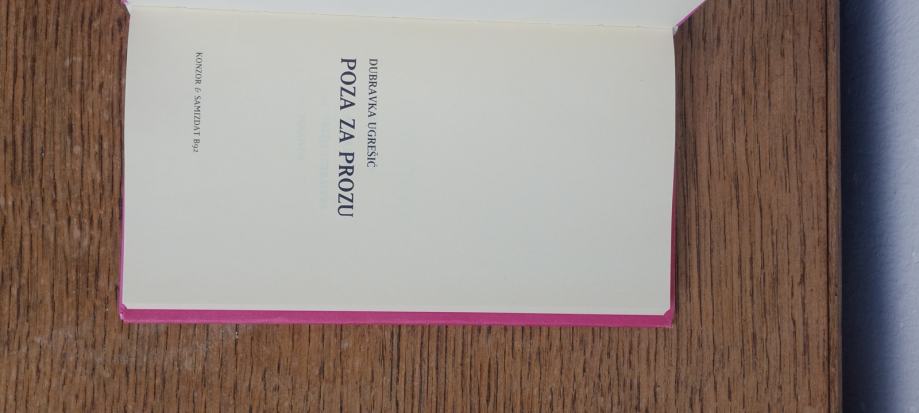 DUBRAVKA UGREŠIĆ
POZA ZA PROZU
KONZOR & SAMIZDAT B92